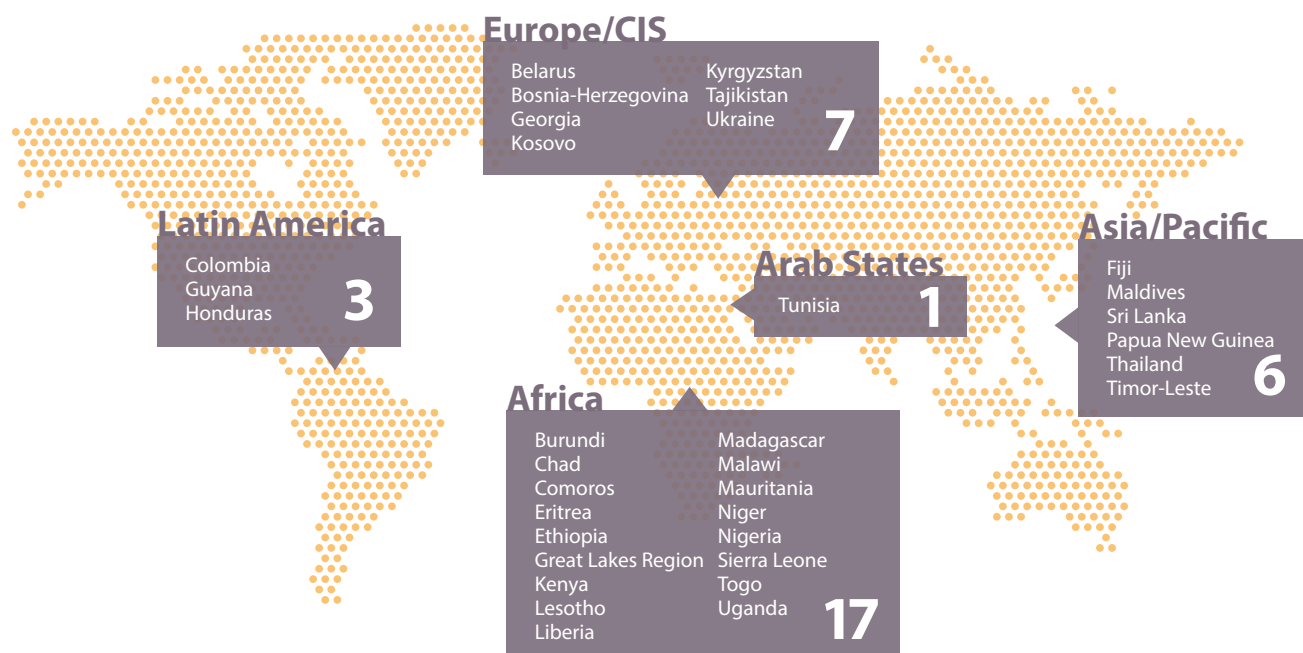 Europe/CIS
Belarus
Bosnia-Herzegovina
Georgia
Kosovo
Kyrgyzstan
Tajikistan
Ukraine
7
Latin America
Colombia
Guyana
Honduras
3
Arab States
Tunisia
1
Asia/Pacific
Fiji
Maldives
Sri Lanka
Papua New Guinea
Thailand
Timor-Leste
6
Africa
Burundi
Chad
Comoros
Eritrea
Ethiopia
Great Lakes Region
Kenya
Lesotho
Liberia
Madagascar
Malawi
Mauritania
Niger
Nigeria
Sierra Leone
Togo
Uganda
17